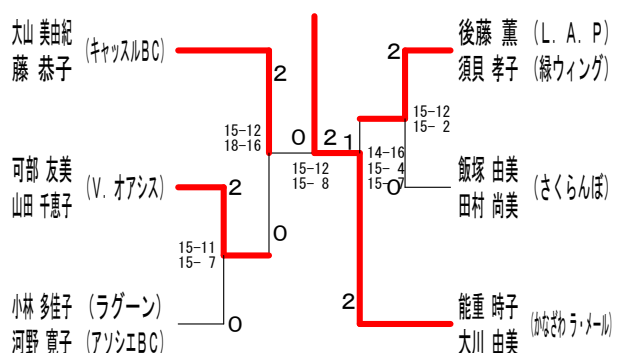 大山 美由紀
藤 恭子
(キャッスルBC)
2
15-12
18-16
可部 友美
山田 千恵子
(V. オアシス)
2
0
15-11
15- 7
小林 多佳子 (ラグーン)
河野 寛子 (アソシエBC)
0
0
2
15-12
15- 8
1
14-16
15- 4
15- 7
後藤 薫 (L. A. P)
須貝 孝子 (緑ウィング)
2
15-12
15- 2
飯塚 由美
田村 尚美
(さくらんぼ)
0
能重 時子
大川 由美
(かなざわ ラ・メール)
2